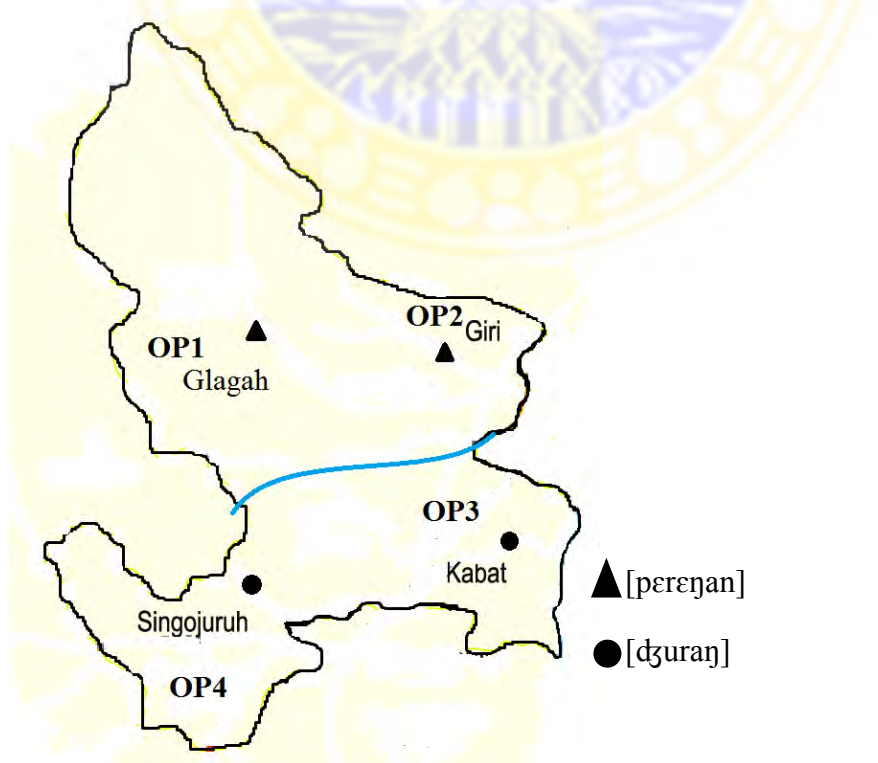 OP2
Giri
OP1
Glagah
OP3
Kabat
Singojuruh
OP4
[pɛrɛŋan]
[ʤuraŋ]